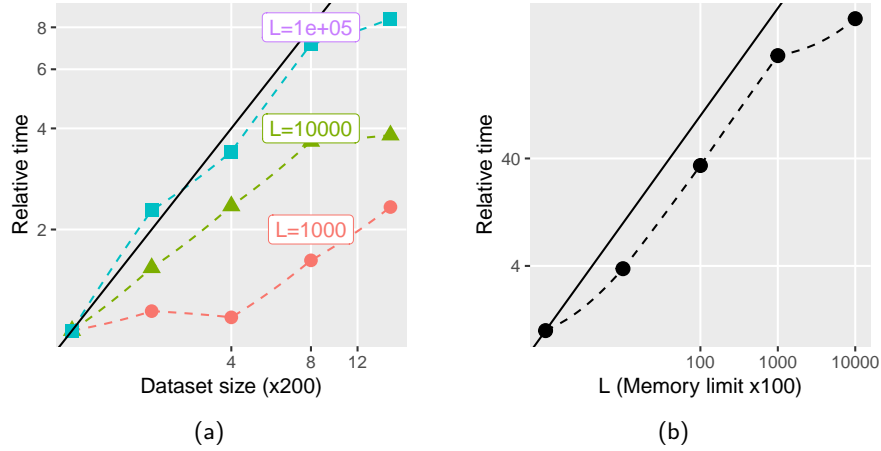 8
6
4
2
Relative time
L=1e+05
L=10000
L=1000
4
8
12
Dataset size (x200)
(a)
40
4
Relative time
100
1000
10000
L (Memory limit x100)
(b)